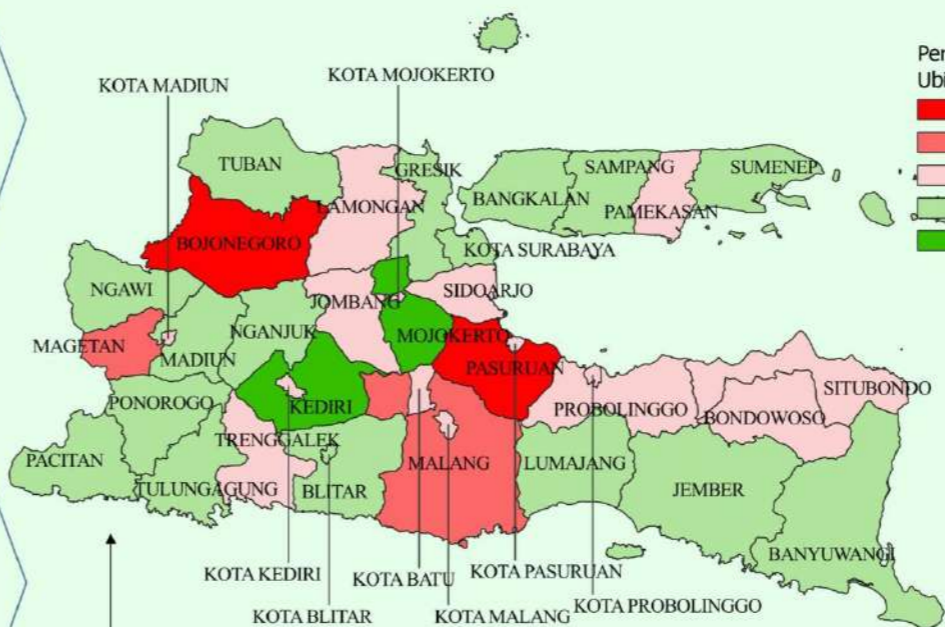 KOTA MOJOKERTO
KOTA MADIUN
Per
Ubi
TUBAN
GRESIK
SAMPANG
SUMENEP
LAMONGAN
BANGKALAN
PAMEKASAN
BOJONEGORO
KOTA SURABAYA
NGAWI
JOMBANG
SIDOARJO
MAGETAN
MADIUN
NGANJUK
MOJOKERTO
PASURUAN
PONOROGO
KEDIRI
PROBOLINGGO
BONDOWOSO
SITUBONDO
TRENGGALEK
PACITAN
MALANG
LUMAJANG
TULUNGAGUNG
BLITAR
JEMBER
BANYUWANGI
KOTA KEDIRI
KOTA BATU
KOTA PASURUAN
KOTA BLITAR
KOTA MALANG
KOTA PROBOLINGGO